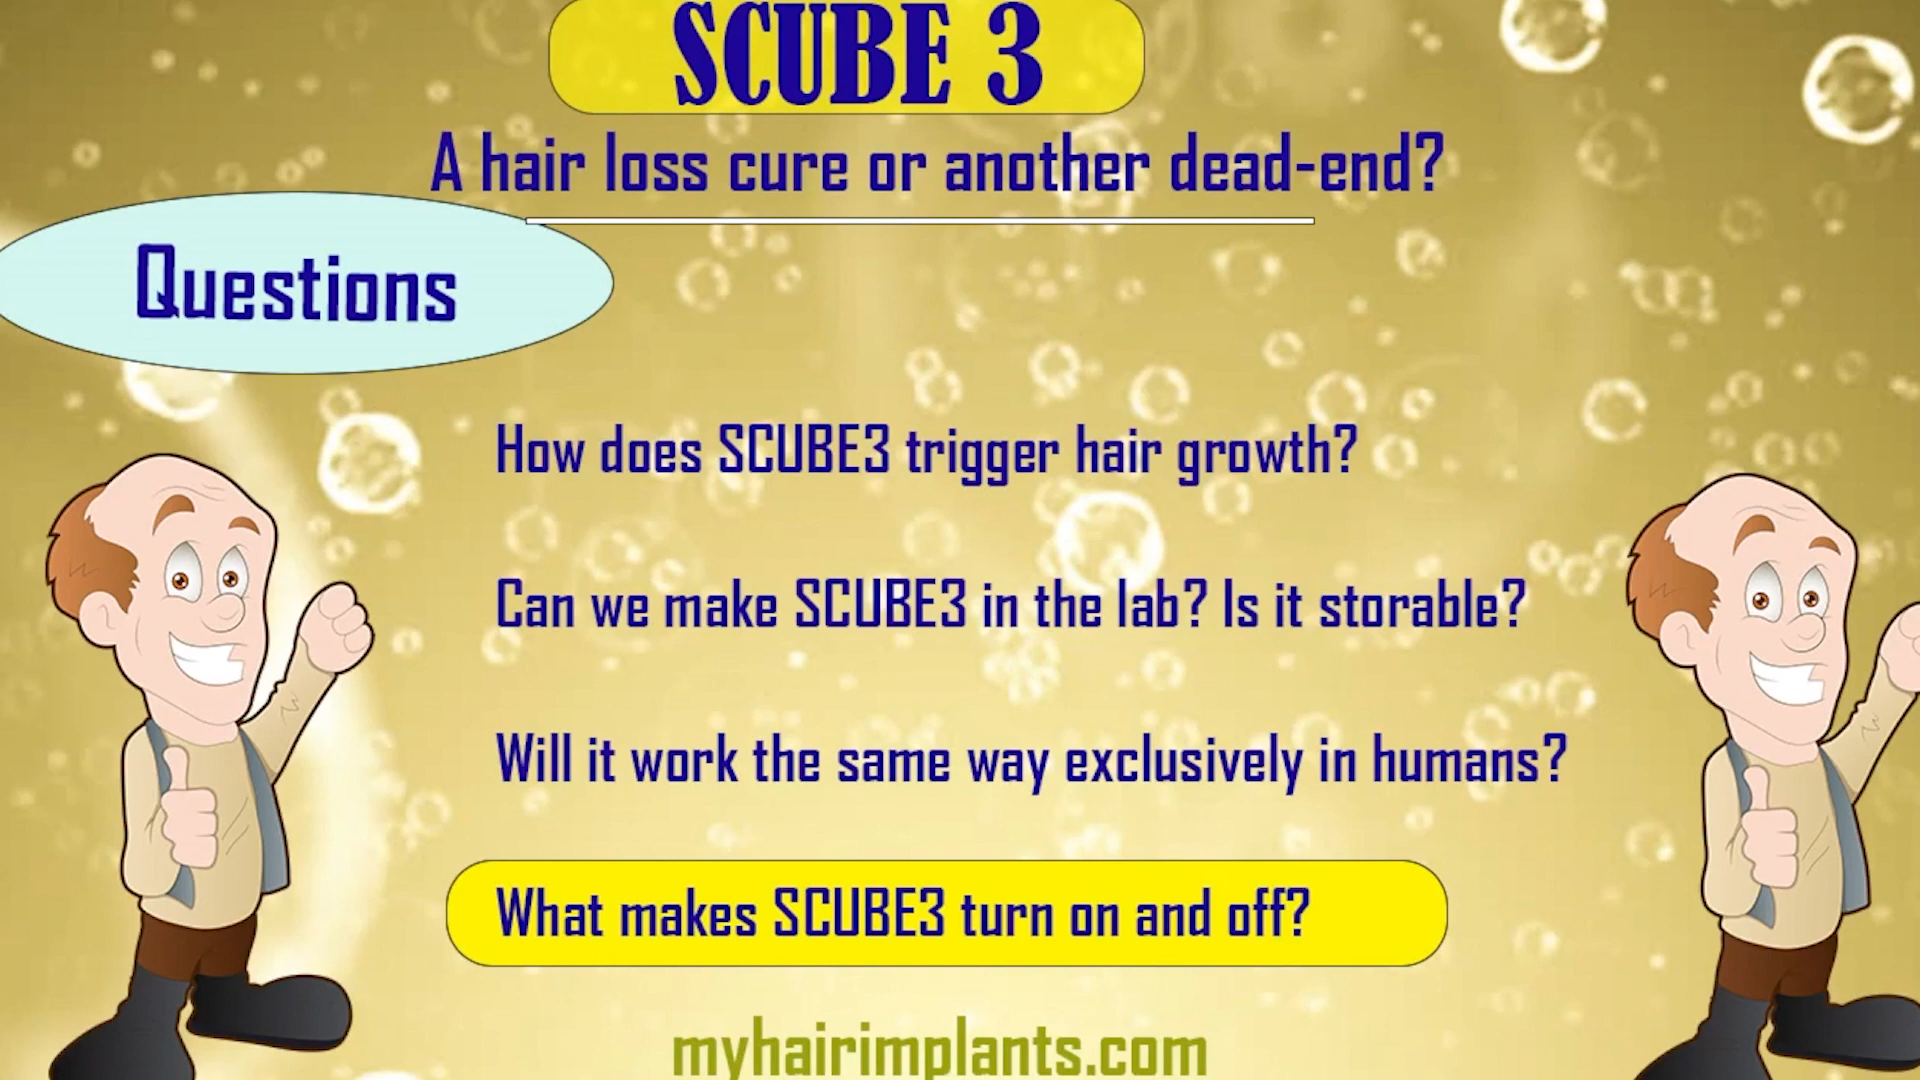 SCUBE 3
A hair loss cure or another dead-end?
Questions
How does SCUBE3 trigger hair growth?
Can we make SCUBE3 in the lab? Is it storable?
Will it work the same way exclusively in humans?
What makes SCUBE3 turn on and off?
myhairimplants.com